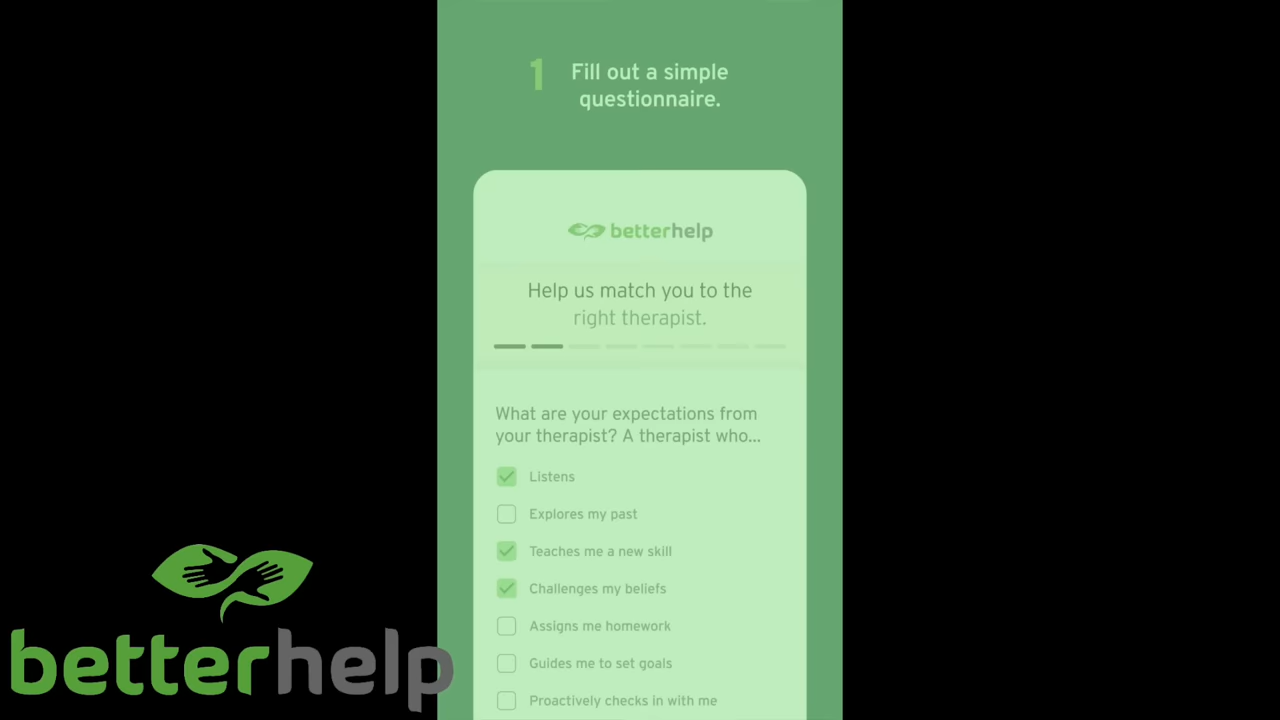 1 Fill out a simple
questionnaire.
betterhelp
Help us match you to the
right therapist.
What are your expectations from
your therapist? A therapist who...
Listens
Explores my past
Teaches me a new skill
Challenges my beliefs
Assigns me homework
Guides me to set goals
Proactively checks in with me
betterhelp